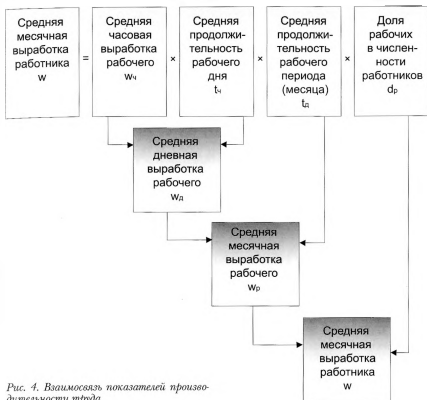 Средняя
месячная
выработка
работника
w
=
Средняя
часовая
выработка
рабочего
wч
×
Средняя
продолжи-
тельность
рабочего
дня
tч
×
Средняя
продолжи-
тельность
рабочего
периода
(месяца)
tд
×
Доля
рабочих
в числен-
ности
работников
dр
Средняя
дневная
выработка
рабочего
wд
Средняя
месячная
выработка
рабочего
wр
Средняя
месячная
выработка
работника
w
Рис. 4. Взаимосвязь показателей произво-
дительности труда